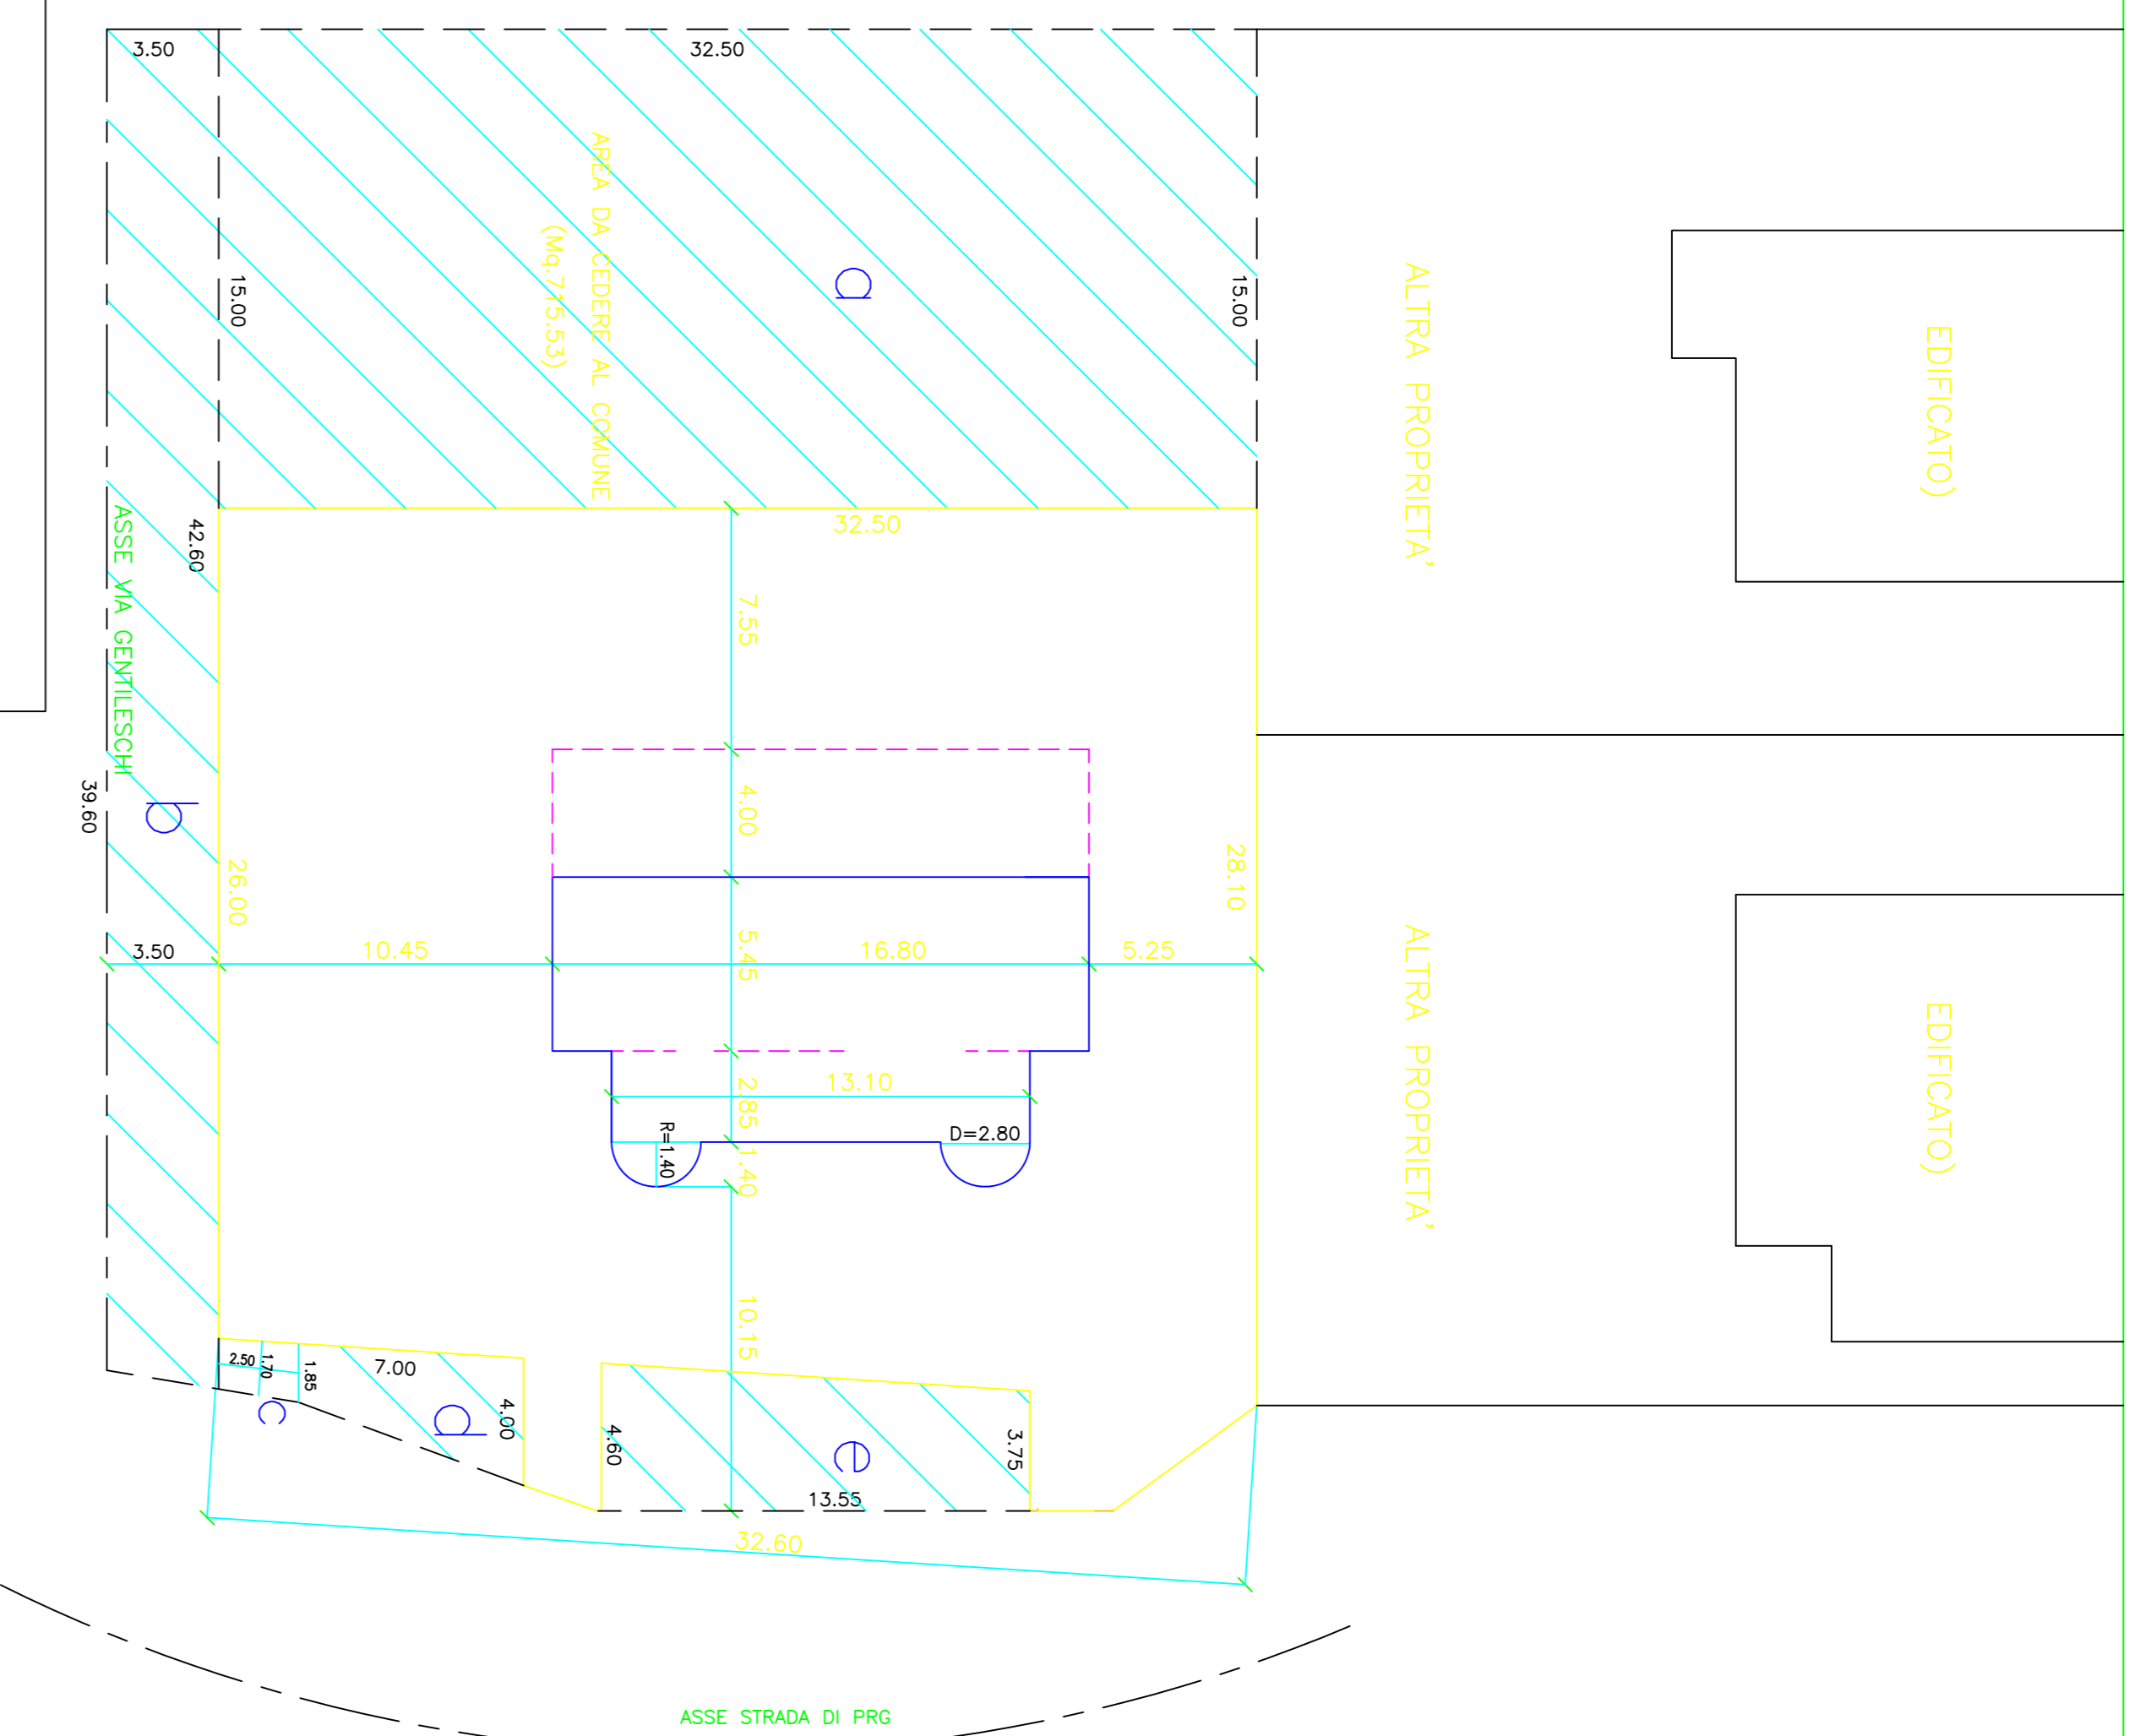 3.50
32.50
AREA DA CEDERE AL COMUNE
(Mq.715.53)
a
15.00
15.00
ALTRA PROPRIETA'
EDIFICATO)
32.50
42.60
ASSE VIA GENTILESCHI
7.55
39.60
b
4.00
26.00
28.10
3.50
10.45
5.45
16.80
5.25
ALTRA PROPRIETA'
EDIFICATO)
13.10
2.85
R=1.40
D=2.80
1.40
10.15
2.50
1.70
1.85
7.00
c
d
4.00
4.60
e
3.75
13.55
32.60
ASSE STRADA DI PRG